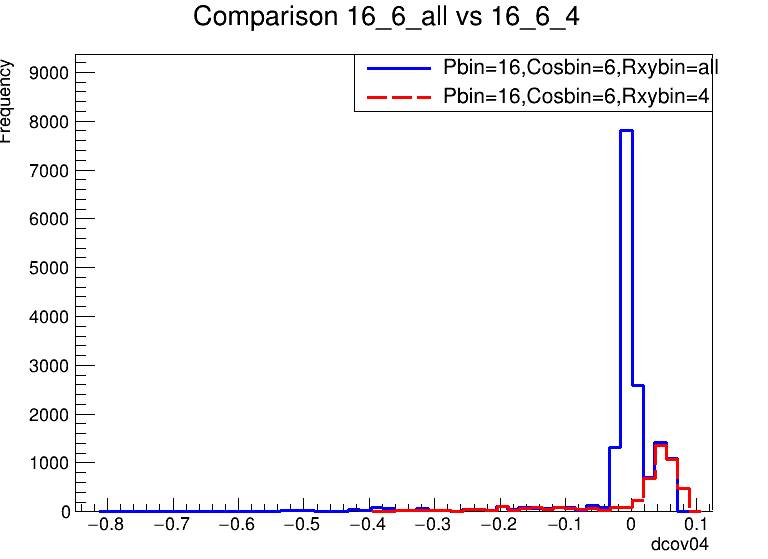 Comparison 16_6_all vs 16_6_4
Frequency
Pbin=16,Cosbin=6,Rxybin=all
Pbin=16,Cosbin=6,Rxybin=4
9000
8000
7000
6000
5000
4000
3000
2000
1000
0
−0.8 −0.7 −0.6 −0.5 −0.4 −0.3 −0.2 −0.1 0 0.1
dcov04